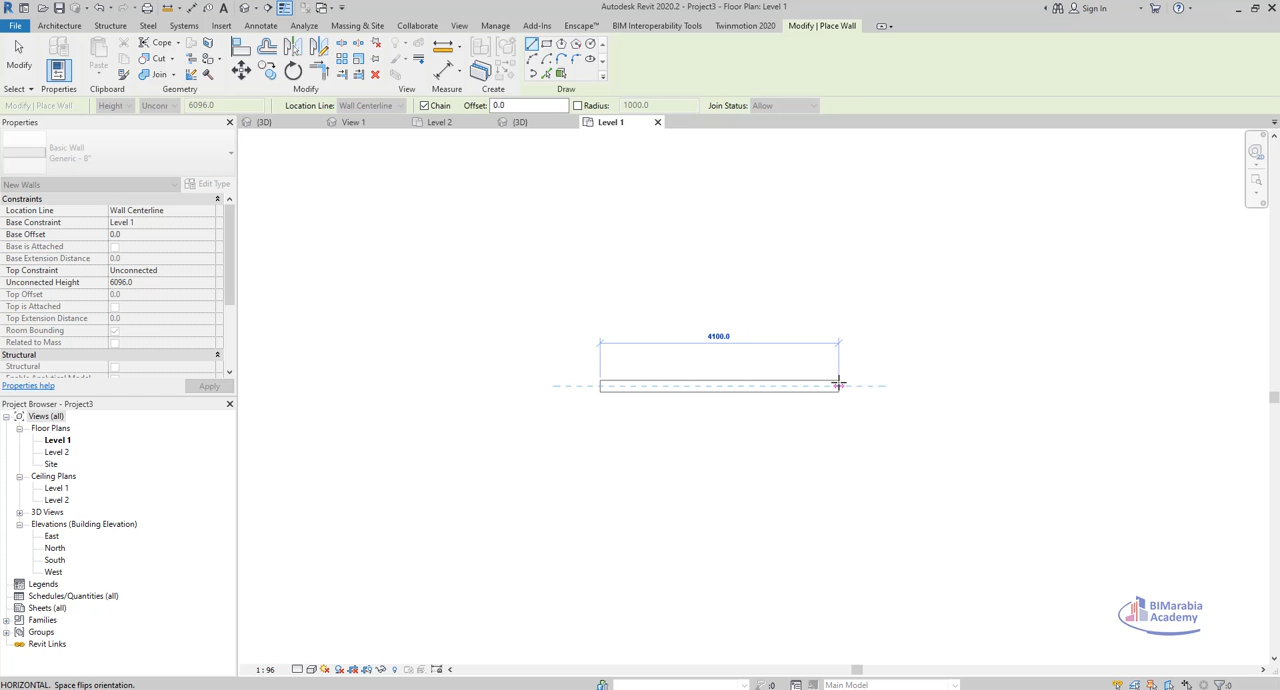 Autodesk Revit 2020.2 - Project3 - Floor Plan: Level 1
Sign In
File Architecture Structure Steel Systems Insert Annotate Analyze Massing & Site Collaborate View Manage Add-Ins Enscape™ BIM Interoperability Tools Twinmotion 2020 Modify | Place Wall
Modify Paste Cope Cut Join
Select Properties Clipboard Geometry Modify View Measure Create Draw
Modify | Place Wall Height Uncon 6096.0 Location Line: Wall Centerline Chain Offset: 0.0 Radius: 1000.0 Join Status: Allow
Properties
{3D} View 1 Level 2 {3D} Level 1
Basic Wall
Generic - 8"
New Walls Edit Type
Constraints
Location Line Wall Centerline
Base Constraint Level 1
Base Offset 0.0
Base is Attached
Base Extension Distance 0.0
Top Constraint Unconnected
Unconnected Height 6096.0
Top Offset 0.0
Top is Attached
Top Extension Distance 0.0
Room Bounding
Related to Mass
Structural
Structural
Properties help Apply
4100.0
Project Browser - Project3
Views (all)
Floor Plans
Level 1
Level 2
Site
Ceiling Plans
Level 1
Level 2
3D Views
Elevations (Building Elevation)
East
North
South
West
Legends
Schedules/Quantities (all)
Sheets (all)
Families
Groups
Revit Links
BIMarabia
Academy
1 : 96
HORIZONTAL. Space flips orientation.
:0 Main Model :0